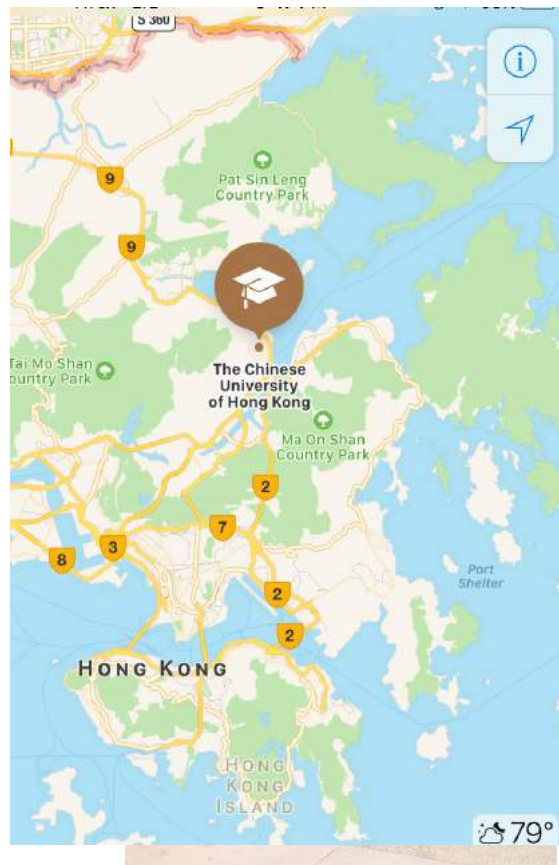 S 360
9
Pat Sin Leng
Country Park
9
The Chinese
University
of Hong Kong
Tai Mo Shan
ountry Park
Ma On Shan
Country Park
2
7
3
8
2
2
Port
Shelter
HONG KONG
HONG
KONG
ISLAND
79°